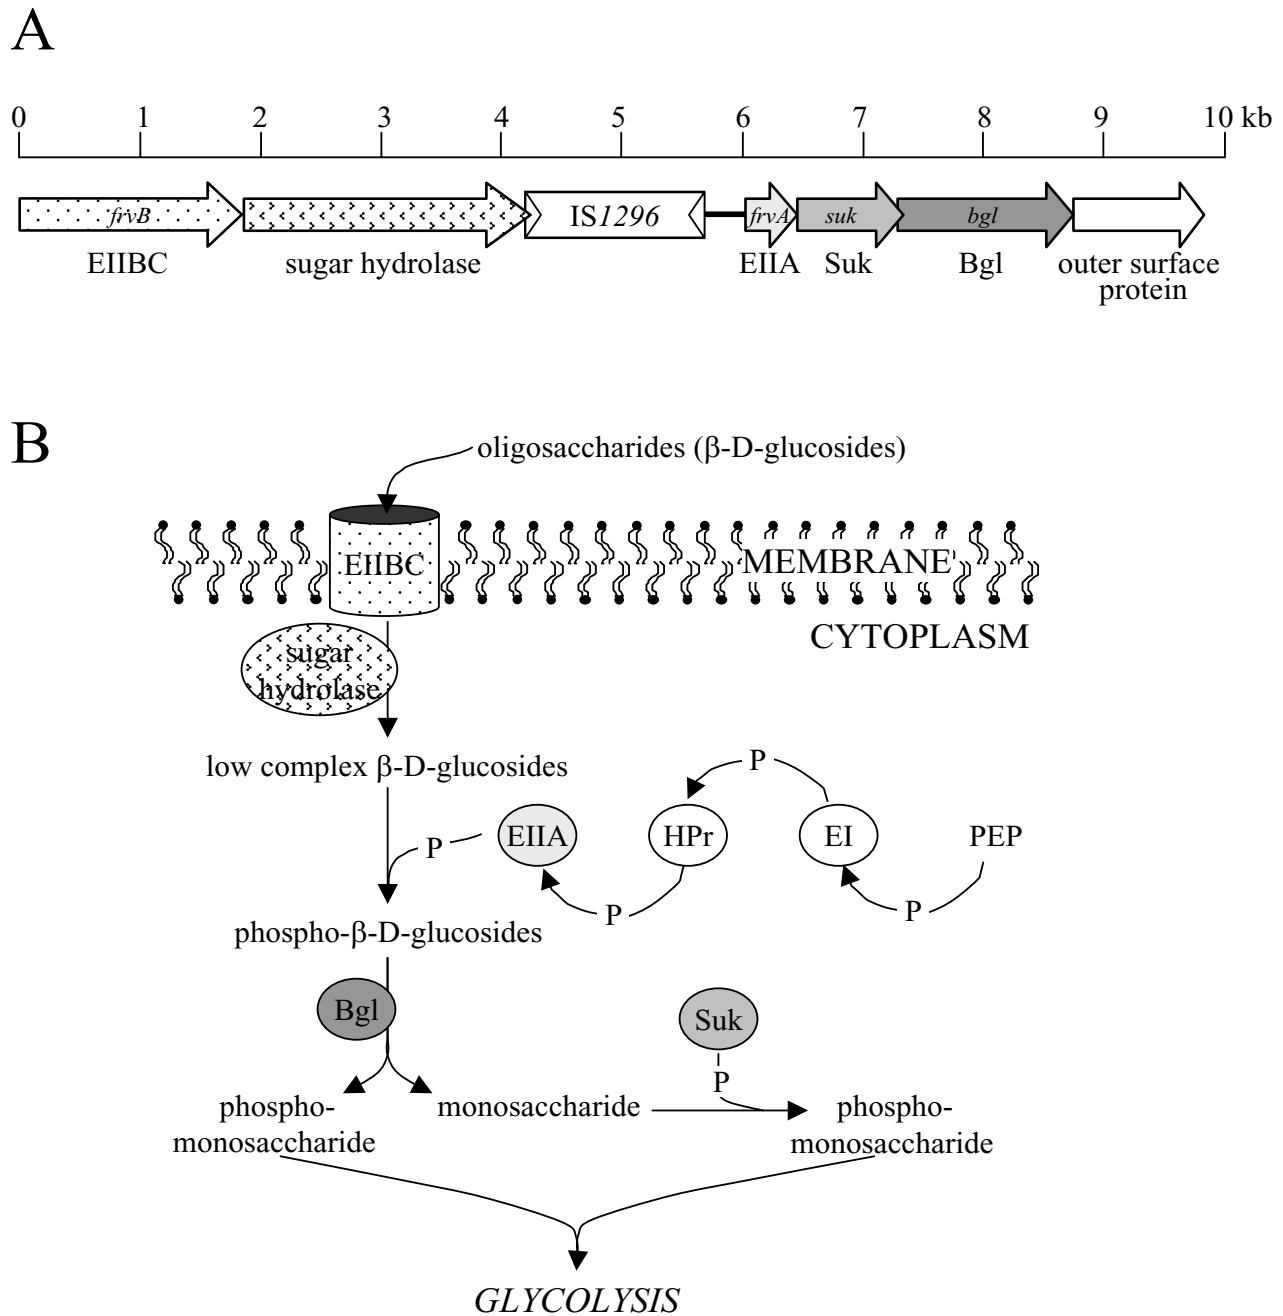 A
0 1 2 3 4 5 6 7 8 9 10 kb
frvB IS1296 frvA suk bgl
EIIBC sugar hydrolase EIIA Suk Bgl outer surface
protein
B
oligosaccharides (β-D-glucosides)
EIIBC MEMBRANE
CYTOPLASM
sugar
hydrolase
low complex β-D-glucosides
P
EIIA HPr EI PEP
P
P P
phospho-β-D-glucosides
Bgl Suk
P
phospho- monosaccharide phospho-
monosaccharide monosaccharide
GLYCOLYSIS